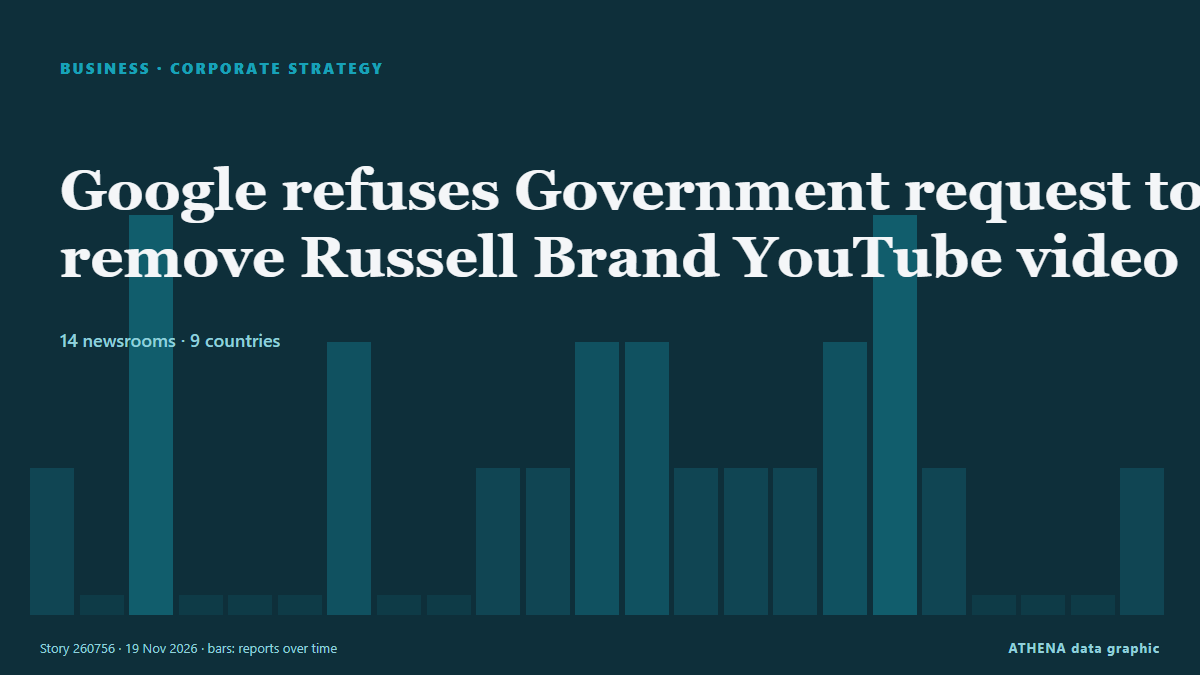 BUSINESS · CORPORATE STRATEGY
Google refuses Government request to
remove Russell Brand YouTube video
14 newsrooms · 9 countries
Story 260756 · 19 Nov 2026 · bars: reports over time
ATHENA data graphic